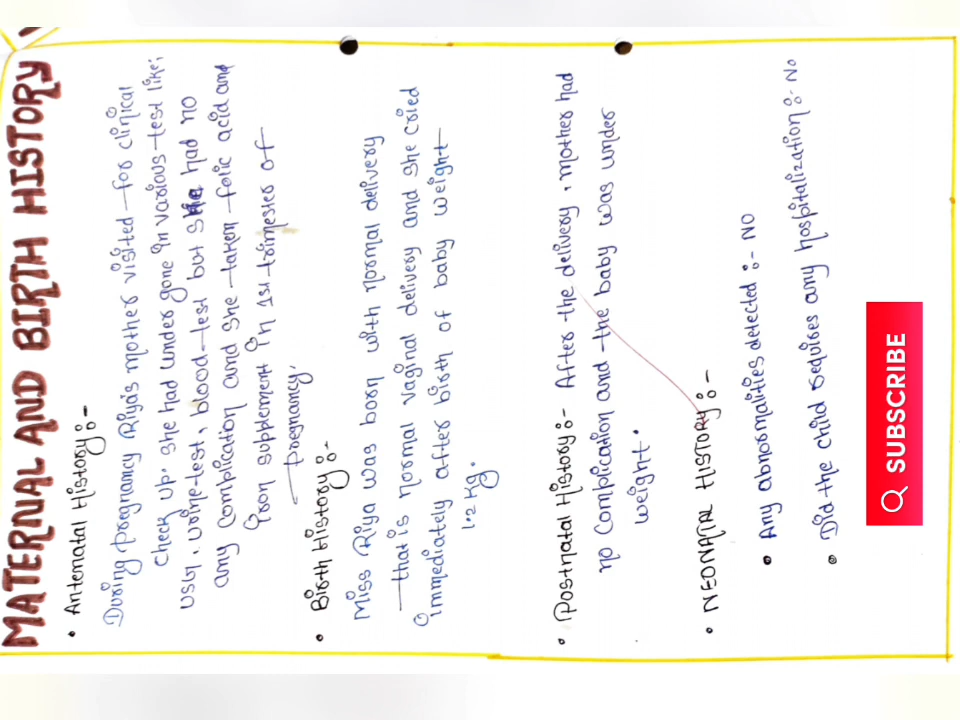 MATERNAL AND BIRTH HISTORY
• Antenatal History:-
During pregnancy Riya's mother visited for clinical
check up. She had under gone in various test like;
USG, urine test, blood test but she had no
any complication and she taken folic acid and
iron supplement in 1st trimester of
pregnancy.
• Birth History:-
Miss Riya was born with normal delivery
that is normal vaginal delivery and she cried
immediately after birth of baby weight
1.2 kg.
• Postnatal History:- After the delivery, mother had
no complication and the baby was under
weight.
• NEONATAL HISTORY:-
• Any abnormalities detected:- NO
• Did the child requires any hospitalization:- No
SUBSCRIBE